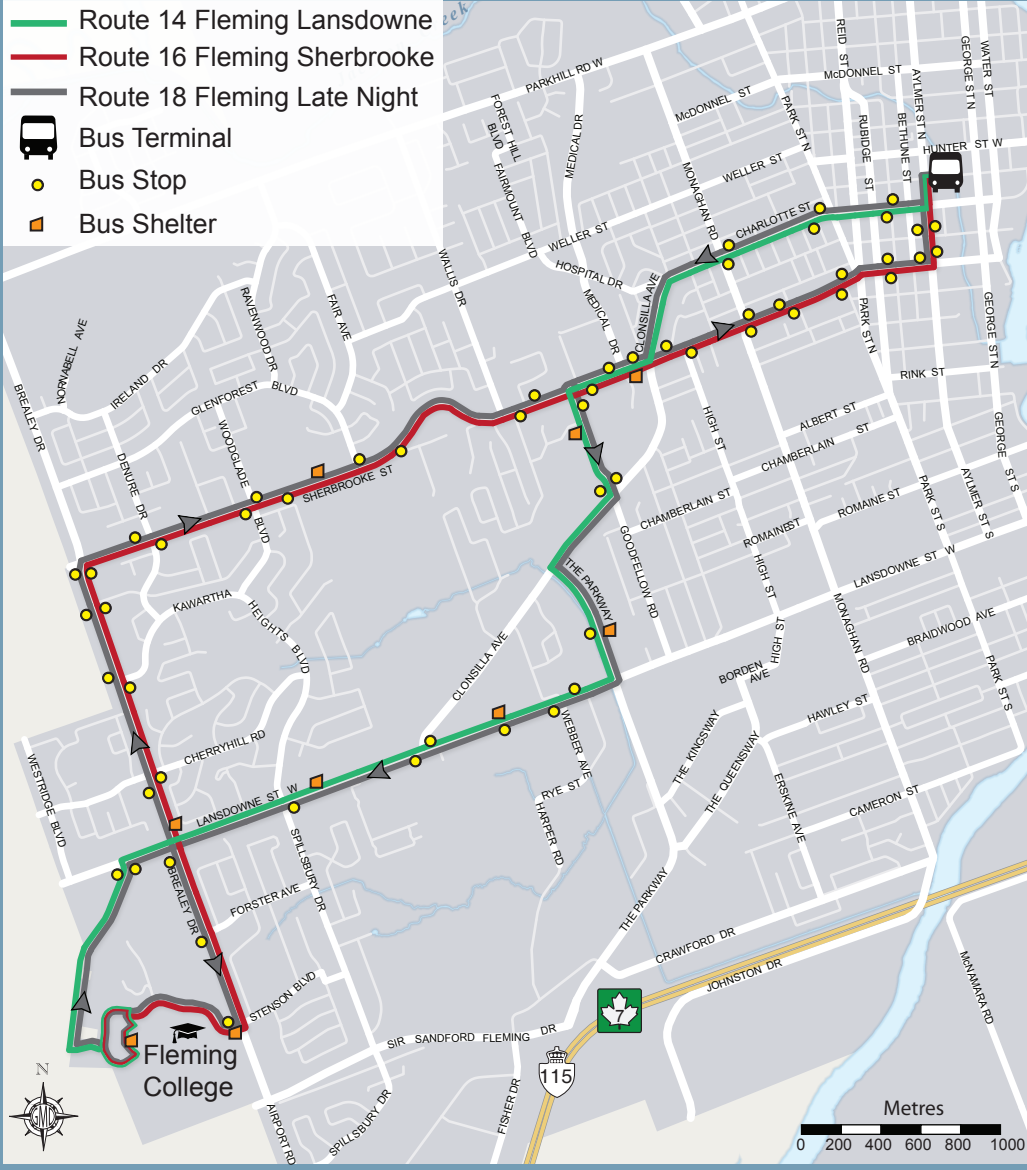 Route 14 Fleming Lansdowne
Route 16 Fleming Sherbrooke
Route 18 Fleming Late Night
Bus Terminal
Bus Stop
Bus Shelter
eek
PARKHILL RD W
McDONNEL ST
McDONNEL ST
REID ST
AYLMER ST N
GEORGE ST N
WATER ST
RUBIDGE ST
BETHUNE ST
HUNTER ST W
PARK ST N
FOREST HILL BLVD
FAIRMOUNT BLVD
MEDICAL DR
WELLER ST
MONAGHAN RD
CHARLOTTE ST
WELLER ST
HOSPITAL DR
MEDICAL DR
CLONSILLA AVE
WALLIS DR
FAIR AVE
RAVENWOOD DR
NORNABELL AVE
IRELAND DR
GLENFOREST BLVD
BREALEY DR
WOODGLADE BLVD
DENURE DR
SHERBROOKE ST
PARK ST N
GEORGE ST N
RINK ST
ALBERT ST
CHAMBERLAIN ST
HIGH ST
GEORGE ST S
AYLMER ST S
PARK ST S
ROMAINE ST
ROMAINE ST
CHAMBERLAIN ST
GOODFELLOW RD
LANSDOWNE ST W
HIGH ST
THE PARKWAY
KAWARTHA HEIGHTS BLVD
CLONSILLA AVE
MONAGHAN RD
BRAIDWOOD AVE
HIGH ST
BORDEN AVE
PARK ST S
HAWLEY ST
WEBBER AVE
THE KINGSWAY
THE QUEENSWAY
CHERRYHILL RD
WESTRIDGE BLVD
LANSDOWNE ST W
RYE ST
HARPER RD
ERSKINE AVE
CAMERON ST
SPILLSBURY DR
BREALEY DR
FORSTER AVE
THE PARKWAY
CRAWFORD DR
JOHNSTON DR
McNAMARA RD
STENSON BLVD
SIR SANDFORD FLEMING DR
7
115
Fleming
College
N
GMC
AIRPORT RD
SPILLSBURY DR
FISHER DR
Metres
0 200 400 600 800 1000